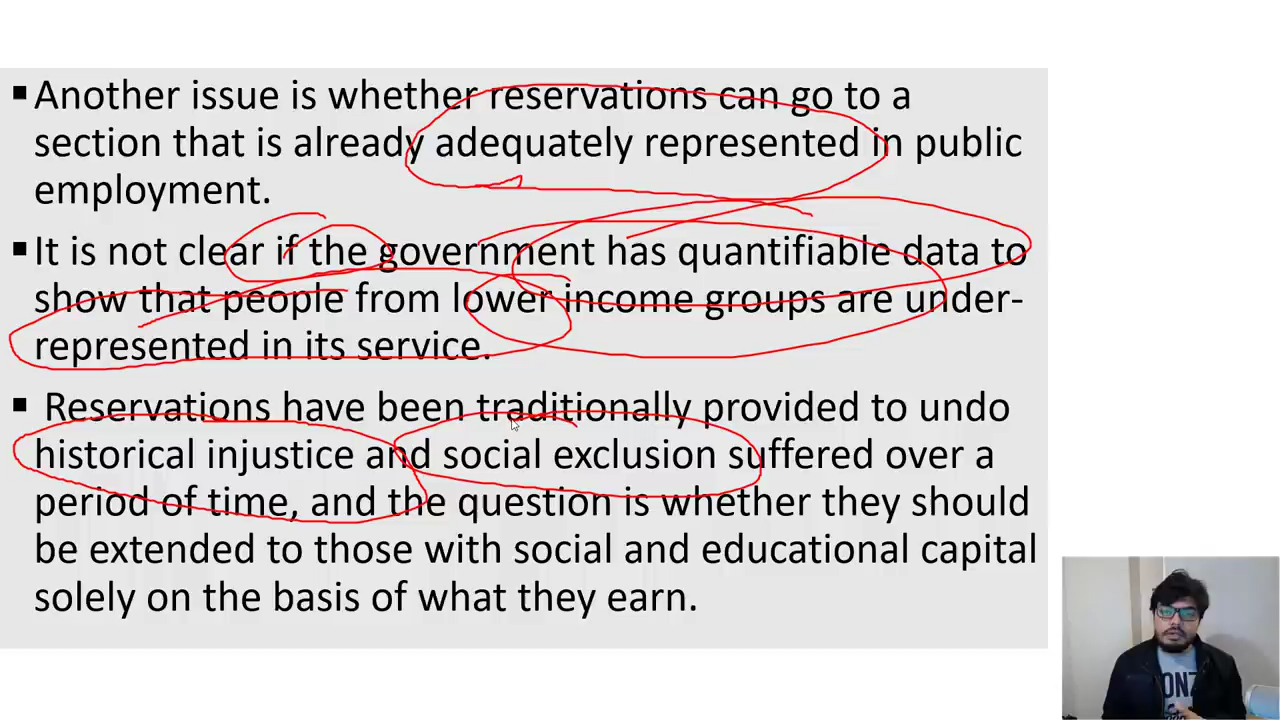 ▪Another issue is whether reservations can go to a
section that is already adequately represented in public
employment.
▪It is not clear if the government has quantifiable data to
show that people from lower income groups are under-
represented in its service.
▪ Reservations have been traditionally provided to undo
historical injustice and social exclusion suffered over a
period of time, and the question is whether they should
be extended to those with social and educational capital
solely on the basis of what they earn.